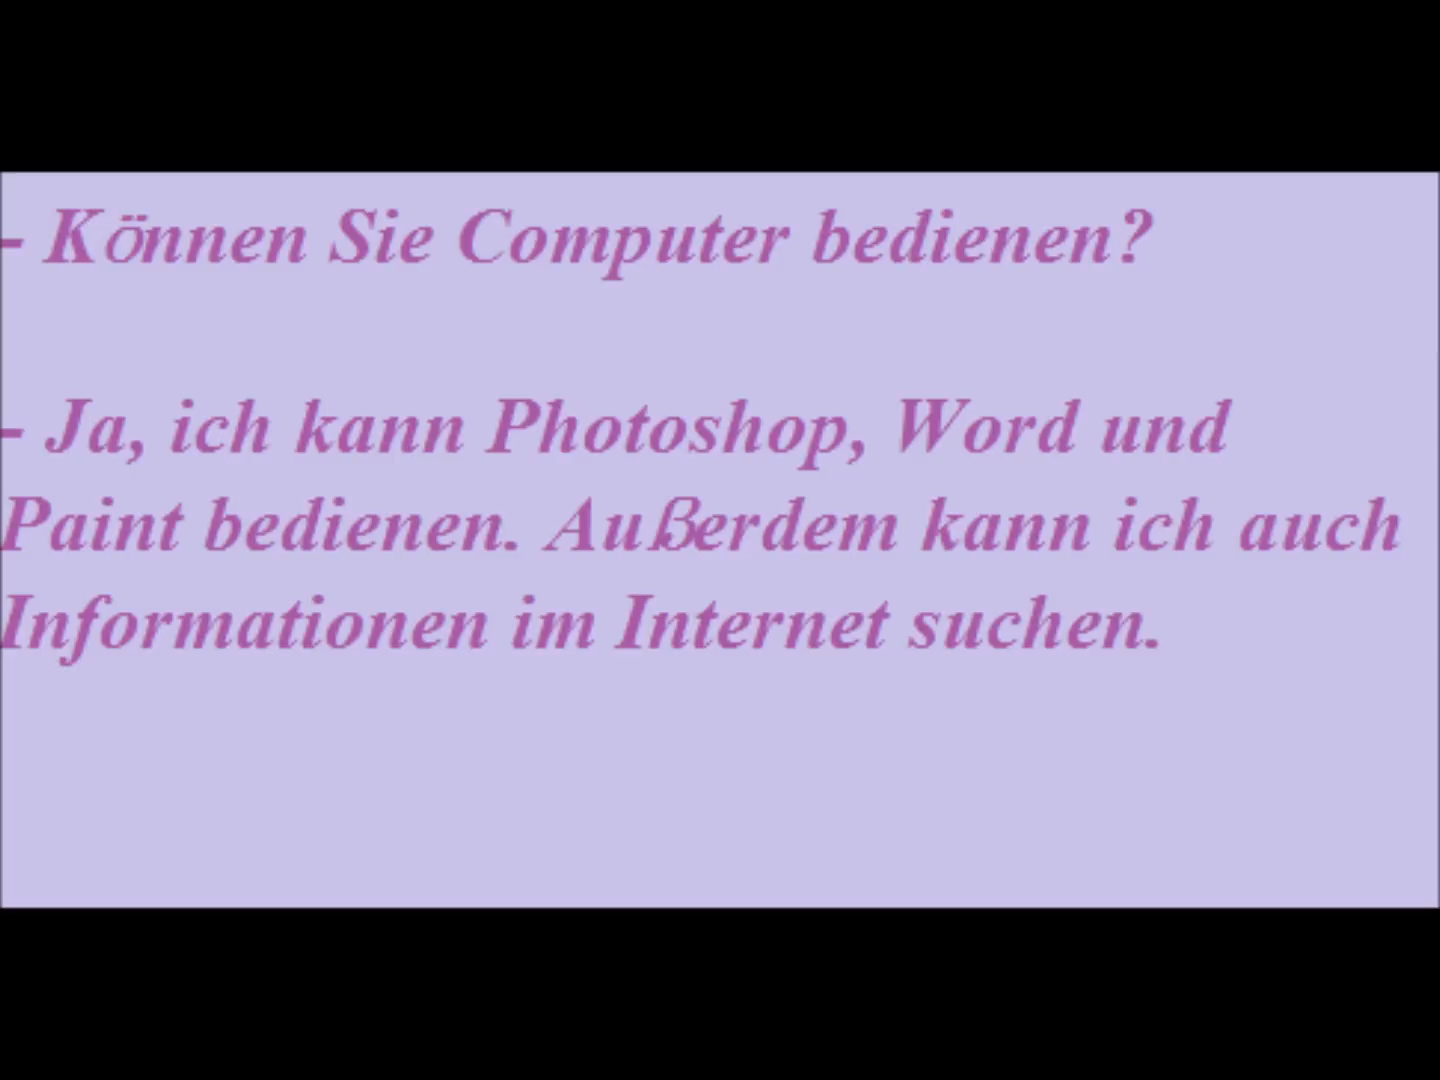 - Können Sie Computer bedienen?
- Ja, ich kann Photoshop, Word und
Paint bedienen. Außerdem kann ich auch
Informationen im Internet suchen.